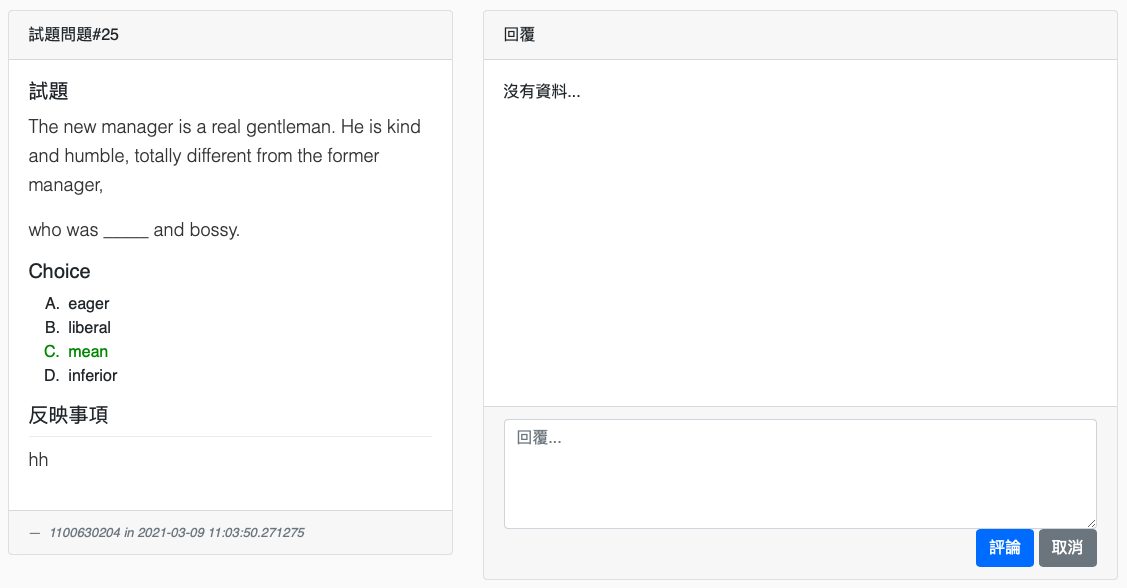 試題問題#25
試題
The new manager is a real gentleman. He is kind
and humble, totally different from the former
manager,
who was _____ and bossy.
Choice
A. eager
B. liberal
C. mean
D. inferior
反映事項
hh
— 1100630204 in 2021-03-09 11:03:50.271275
回覆
沒有資料...
回覆...
評論 取消